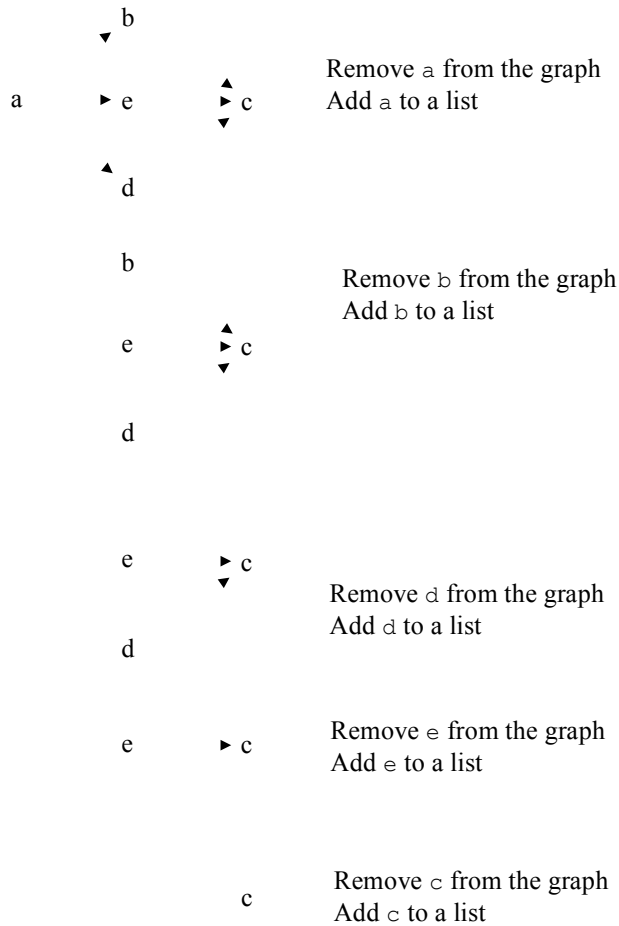 b
a e c
d
Remove a from the graph
Add a to a list
b
e c
d
Remove b from the graph
Add b to a list
e c
d
Remove d from the graph
Add d to a list
e c
Remove e from the graph
Add e to a list
c
Remove c from the graph
Add c to a list